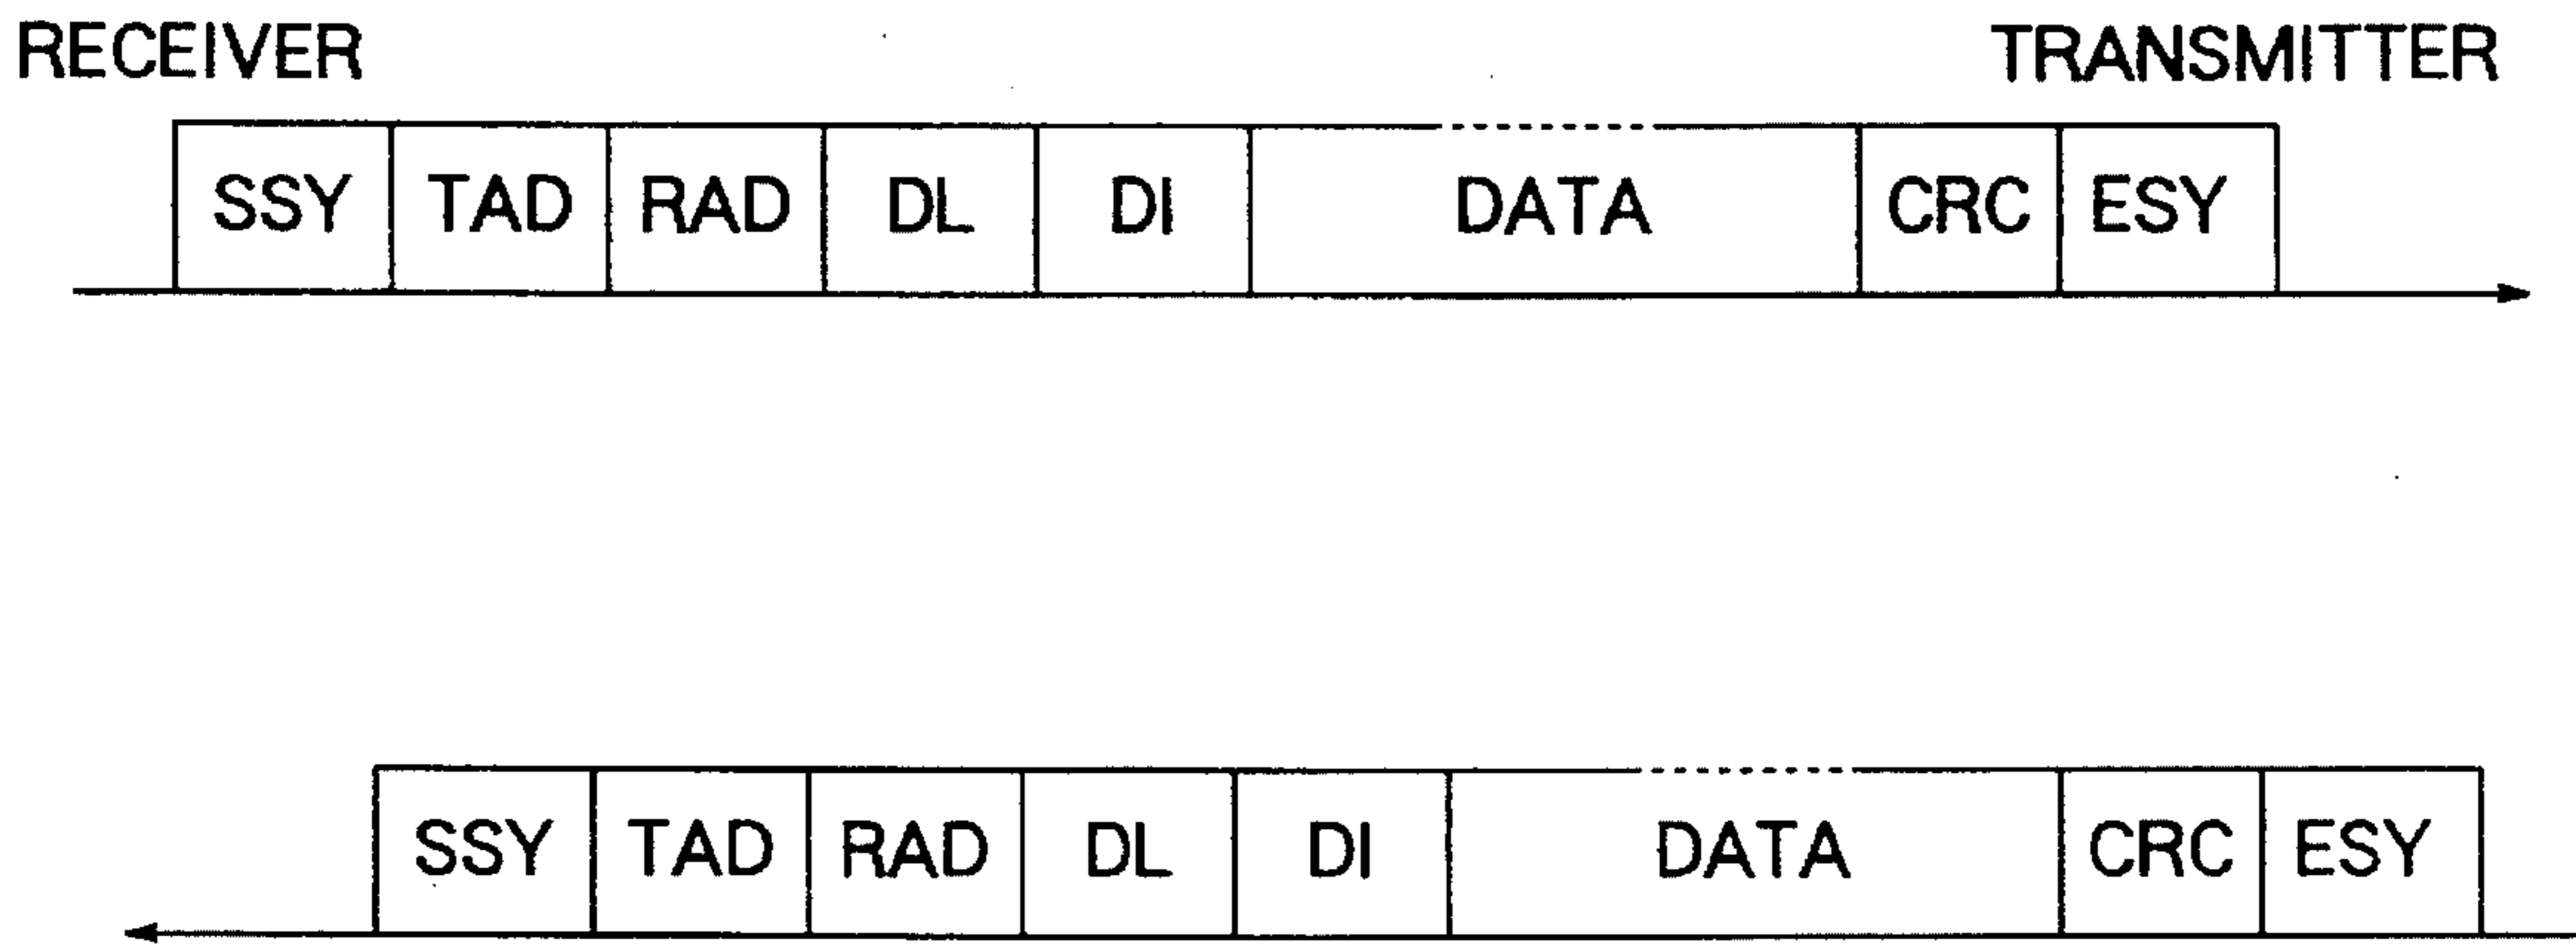 RECEIVER TRANSMITTER
SSY TAD RAD DL DI DATA CRC ESY
SSY TAD RAD DL DI DATA CRC ESY